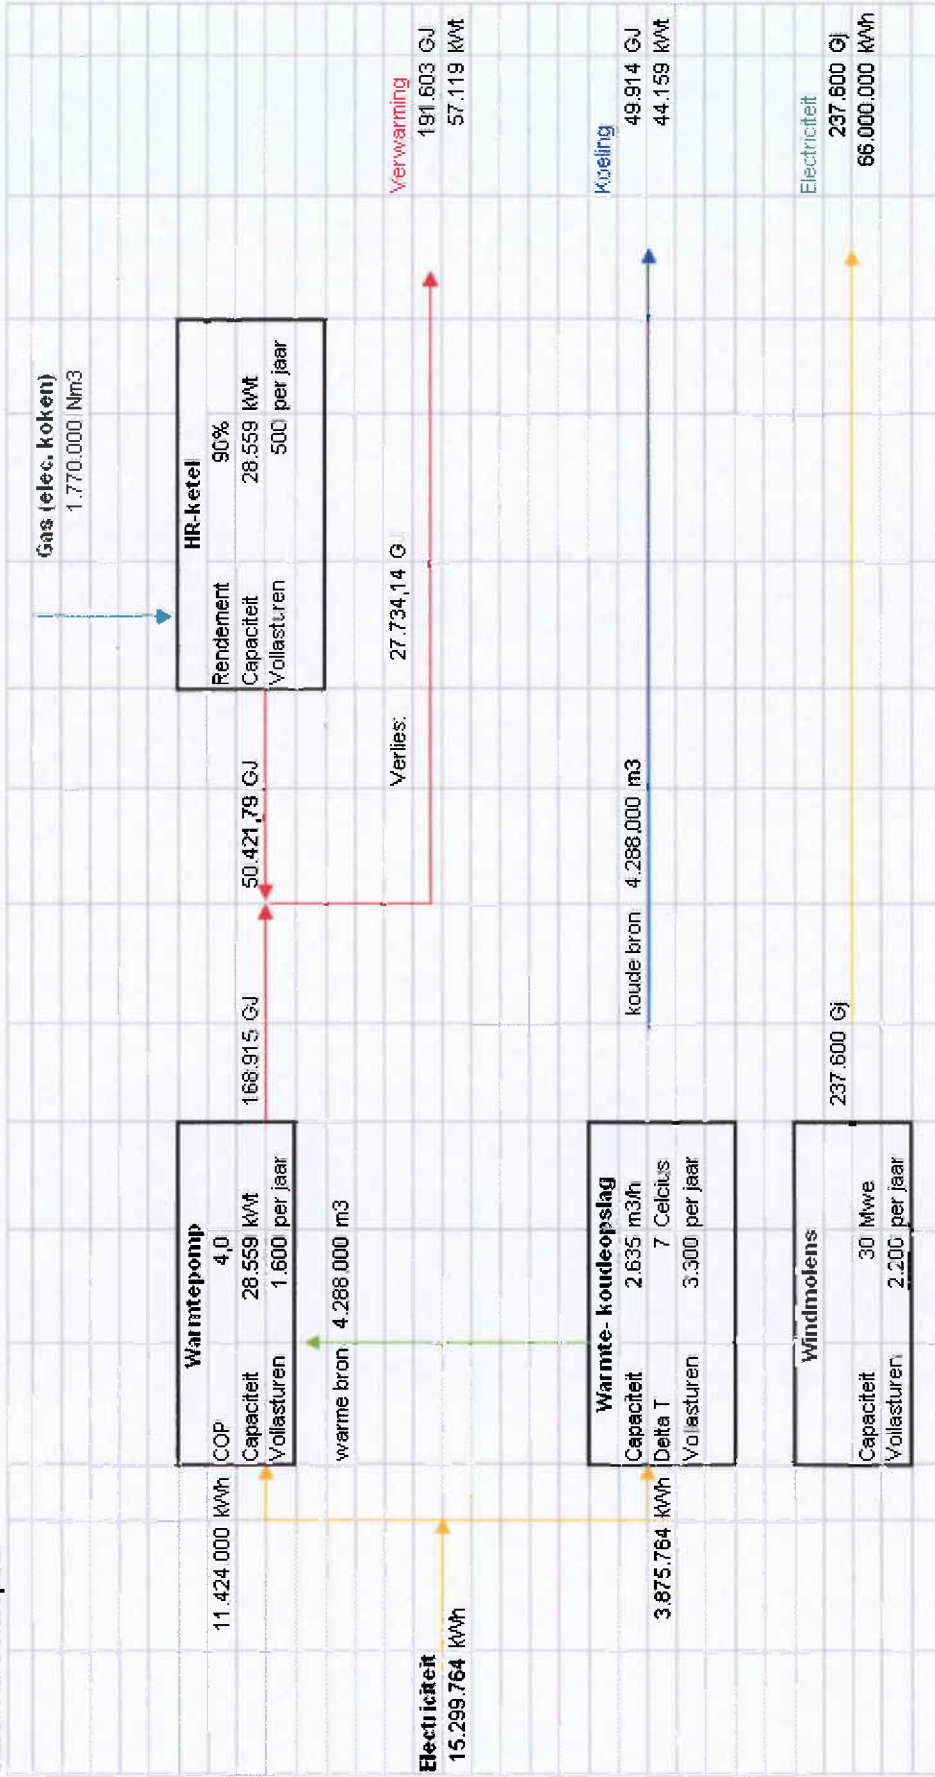 Gas (elec. koken)
1.770.000 Nm3
HR-ketel
Rendement 90%
Capaciteit 28.559 kWt
Vollasturen 500 per jaar
Warmtepomp
COP 4,0
Capaciteit 28.559 kWt
Vollasturen 1.600 per jaar
11.424.000 kWh
168.915 GJ
50.421,79 GJ
warme bron 4.288.000 m3
Verlies: 27.734,14 GJ
Verwarming
191.603 GJ
57.119 kWt
Electriciteit
15.299.764 kWh
Warmte- koudeopslag
Capaciteit 2.635 m3/h
Delta T 7 Celcius
Vollasturen 3.300 per jaar
3.875.764 kWh
koude bron 4.288.000 m3
Koeling
49.914 GJ
44.159 kWt
Windmolens
Capaciteit 30 Mwe
Vollasturen 2.200 per jaar
237.600 Gj
Electriciteit
237.600 Gj
66.000.000 kWh